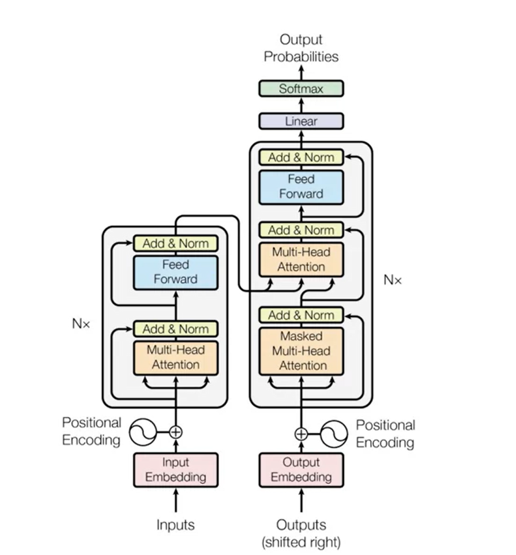 Output
Probabilities
Softmax
Linear
Add & Norm
Feed
Forward
Add & Norm
Multi-Head
Attention
Add & Norm
Masked
Multi-Head
Attention
Nx
Add & Norm
Feed
Forward
Add & Norm
Multi-Head
Attention
Nx
Positional
Encoding
Positional
Encoding
Input
Embedding
Output
Embedding
Inputs
Outputs
(shifted right)